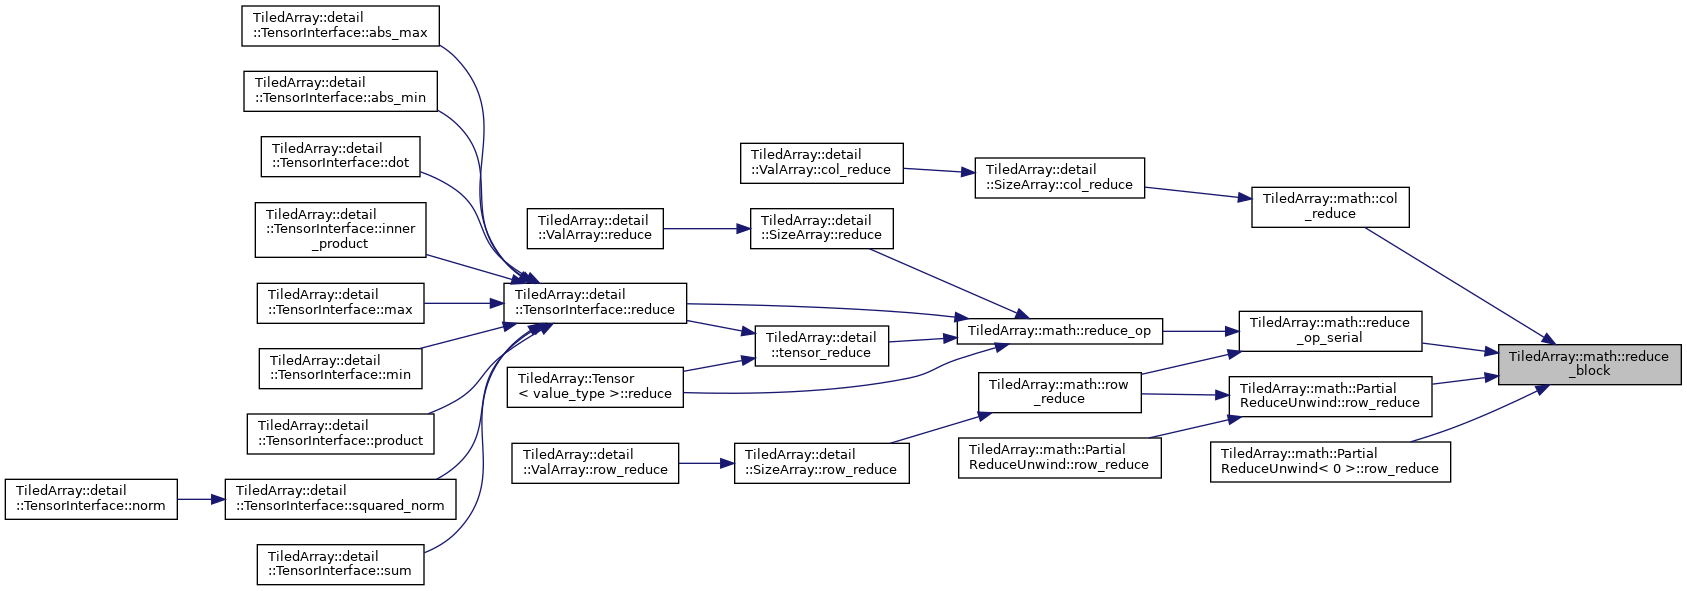 TiledArray::detail
::TensorInterface::abs_max
TiledArray::detail
::TensorInterface::abs_min
TiledArray::detail
::TensorInterface::dot
TiledArray::detail
::TensorInterface::inner
_product
TiledArray::detail
::TensorInterface::max
TiledArray::detail
::TensorInterface::min
TiledArray::detail
::TensorInterface::product
TiledArray::detail
::TensorInterface::norm
TiledArray::detail
::TensorInterface::squared_norm
TiledArray::detail
::TensorInterface::sum
TiledArray::detail
::ValArray::reduce
TiledArray::detail
::TensorInterface::reduce
TiledArray::Tensor
< value_type >::reduce
TiledArray::detail
::ValArray::row_reduce
TiledArray::detail
::ValArray::col_reduce
TiledArray::detail
::SizeArray::reduce
TiledArray::detail
::tensor_reduce
TiledArray::detail
::SizeArray::row_reduce
TiledArray::detail
::SizeArray::col_reduce
TiledArray::math::reduce_op
TiledArray::math::row
_reduce
TiledArray::math::Partial
ReduceUnwind::row_reduce
TiledArray::math::col
_reduce
TiledArray::math::reduce
_op_serial
TiledArray::math::Partial
ReduceUnwind::row_reduce
TiledArray::math::Partial
ReduceUnwind< 0 >::row_reduce
TiledArray::math::reduce
_block